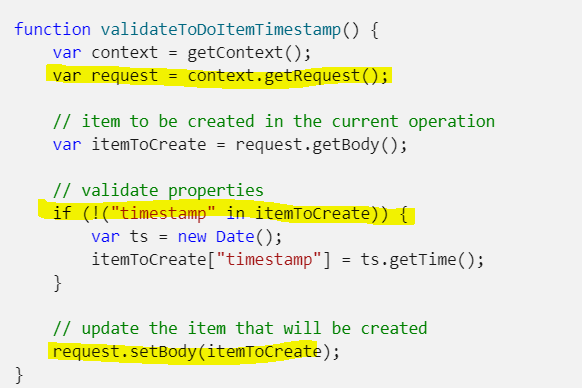 function validateToDoItemTimestamp() {
    var context = getContext();
    var request = context.getRequest();

    // item to be created in the current operation
    var itemToCreate = request.getBody();

    // validate properties
    if (!("timestamp" in itemToCreate)) {
        var ts = new Date();
        itemToCreate["timestamp"] = ts.getTime();
    }

    // update the item that will be created
    request.setBody(itemToCreate);
}